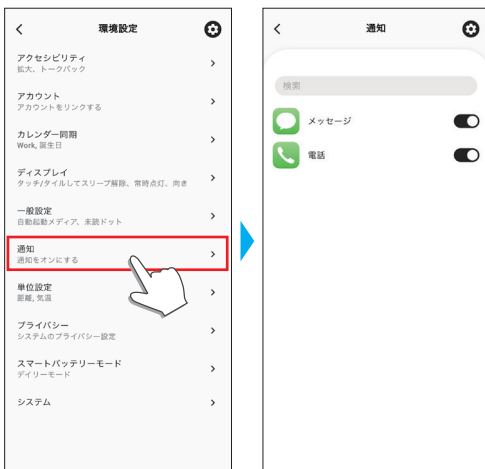 環境設定
アクセシビリティ
拡大、トークバック
アカウント
アカウントをリンクする
カレンダー同期
Work, 誕生日
ディスプレイ
タッチ/タイルしてスリープ解除、常時点灯、向き
一般設定
自動起動メディア、未読ドット
通知
通知をオンにする
単位設定
距離, 気温
プライバシー
システムのプライバシー設定
スマートバッテリーモード
デイリーモード
システム
通知
検索
メッセージ
電話